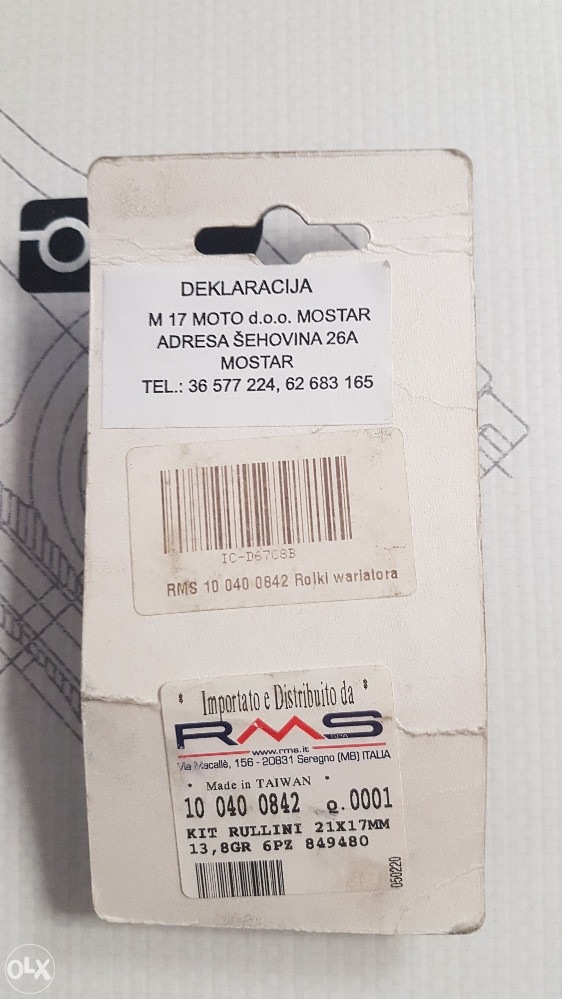 DEKLARACIJA
M 17 MOTO d.o.o. MOSTAR
ADRESA ŠEHOVINA 26A
MOSTAR
TEL.: 36 577 224, 62 683 165
IC-D6708B
RMS 10 040 0842 Rolki wariatora
* Importato e Distribuito da *
RMS SPA
www.rms.it
Via Macallè, 156 - 20831 Seregno (MB) ITALIA
* Made in TAIWAN *
10 040 0842 Q.0001
KIT RULLINI 21X17MM
13,8GR 6PZ 849480
050220
OLX